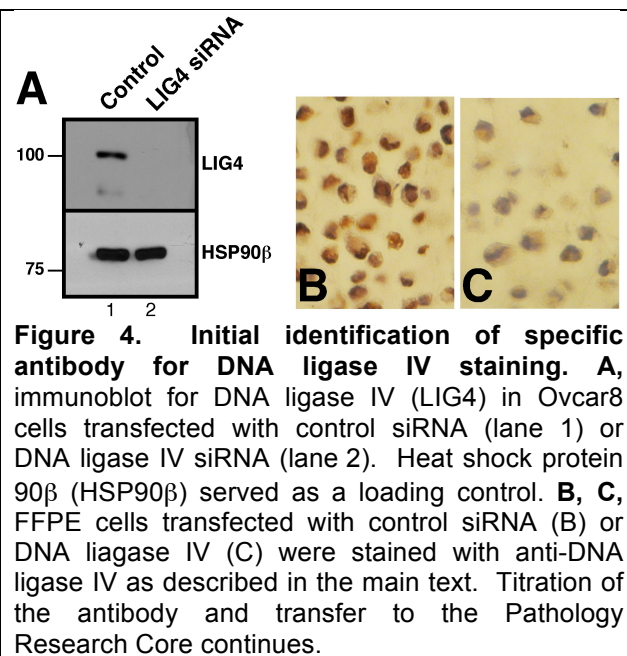 A
Control
LIG4 siRNA
100
LIG4
HSP90β
75
1 2
B
C
Figure 4. Initial identification of specific
antibody for DNA ligase IV staining. A,
immunoblot for DNA ligase IV (LIG4) in Ovcar8
cells transfected with control siRNA (lane 1) or
DNA ligase IV siRNA (lane 2). Heat shock protein
90β (HSP90β) served as a loading control. B, C,
FFPE cells transfected with control siRNA (B) or
DNA liagase IV (C) were stained with anti-DNA
ligase IV as described in the main text. Titration of
the antibody and transfer to the Pathology
Research Core continues.